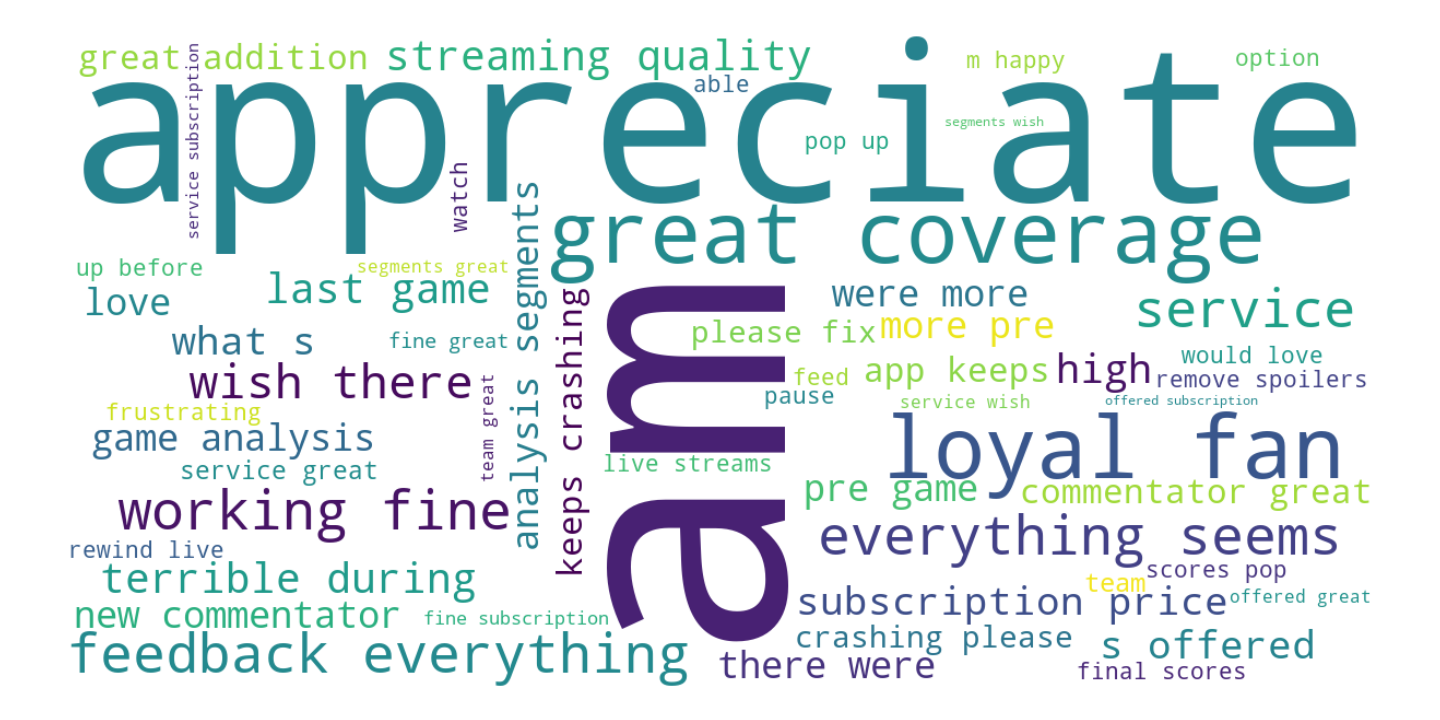 great addition
streaming quality
m happy
option
service subscription
able
appreciate
segments wish
pop up
watch
analysis segments
great coverage
up before
segments great
love
last game
keeps crashing
am
were more
service
what s
fine great
please fix
more pre
would love
wish there
feed
app keeps
high
remove spoilers
team great
pause
service wish
offered subscription
frustrating
game analysis
loyal fan
service great
live streams
pre game
commentator great
working fine
everything seems
rewind live
terrible during
scores pop
team
new commentator
fine subscription
subscription price
offered great
feedback everything
crashing please
s offered
there were
final scores